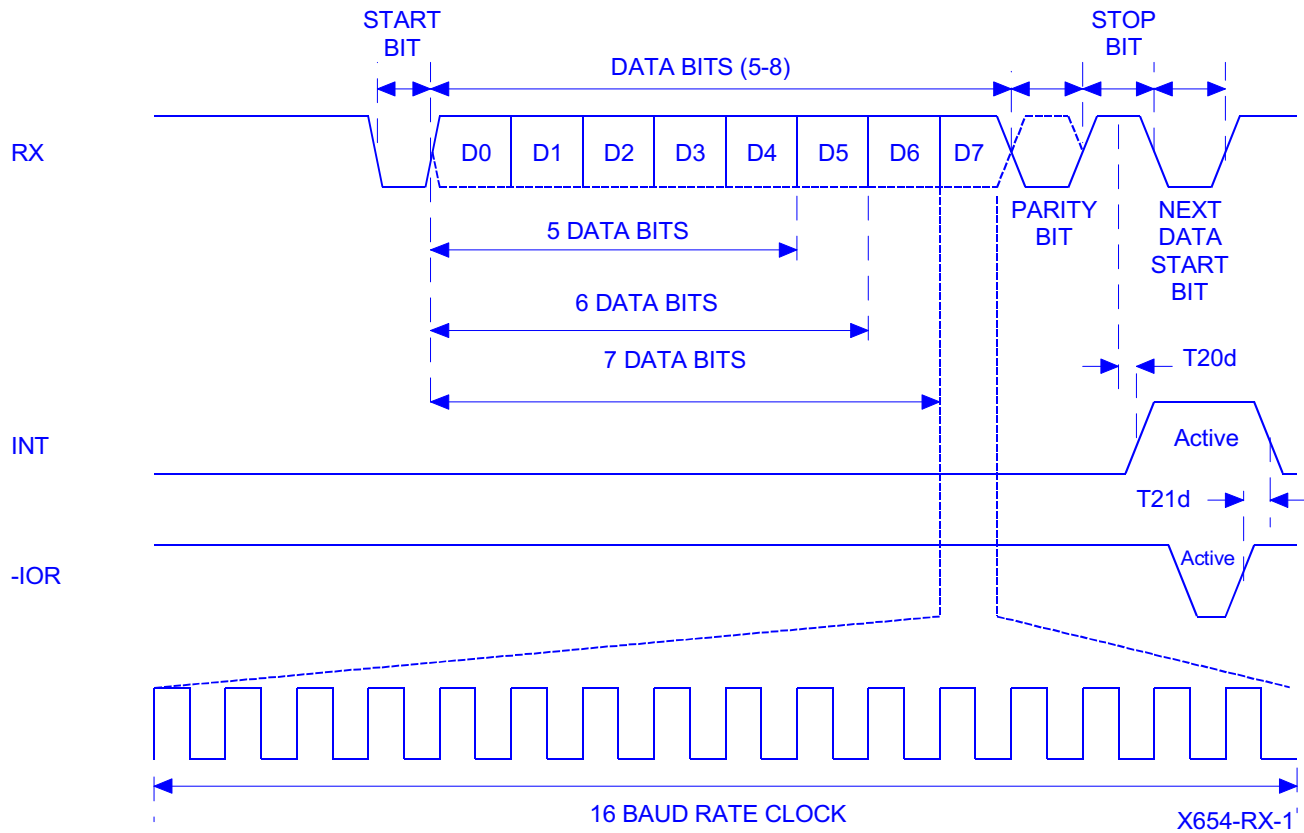 START
BIT
DATA BITS (5-8)
STOP
BIT
RX
D0 D1 D2 D3 D4 D5 D6 D7
PARITY
BIT
NEXT
DATA
START
BIT
5 DATA BITS
6 DATA BITS
7 DATA BITS
T20d
INT
Active
T21d
-IOR
Active
16 BAUD RATE CLOCK
X654-RX-1